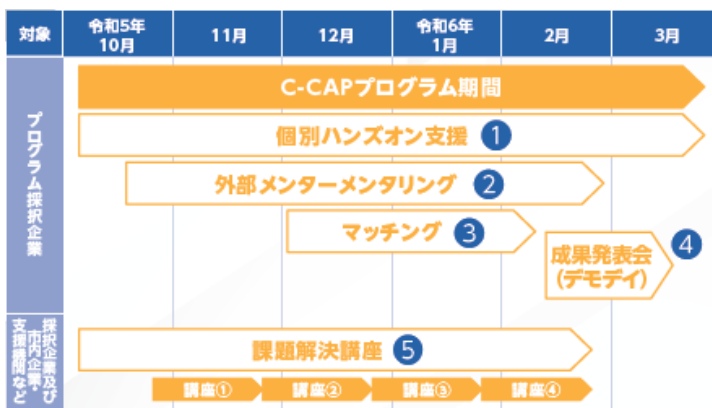 対象
令和5年
10月
11月
12月
令和6年
1月
2月
3月
プログラム採択企業
C-CAPプログラム期間
個別ハンズオン支援 1
外部メンターメンタリング 2
マッチング 3
成果発表会
(デモデイ)
4
採択企業及び
市内企業・
支援機関など
課題解決講座 5
講座①
講座②
講座③
講座④